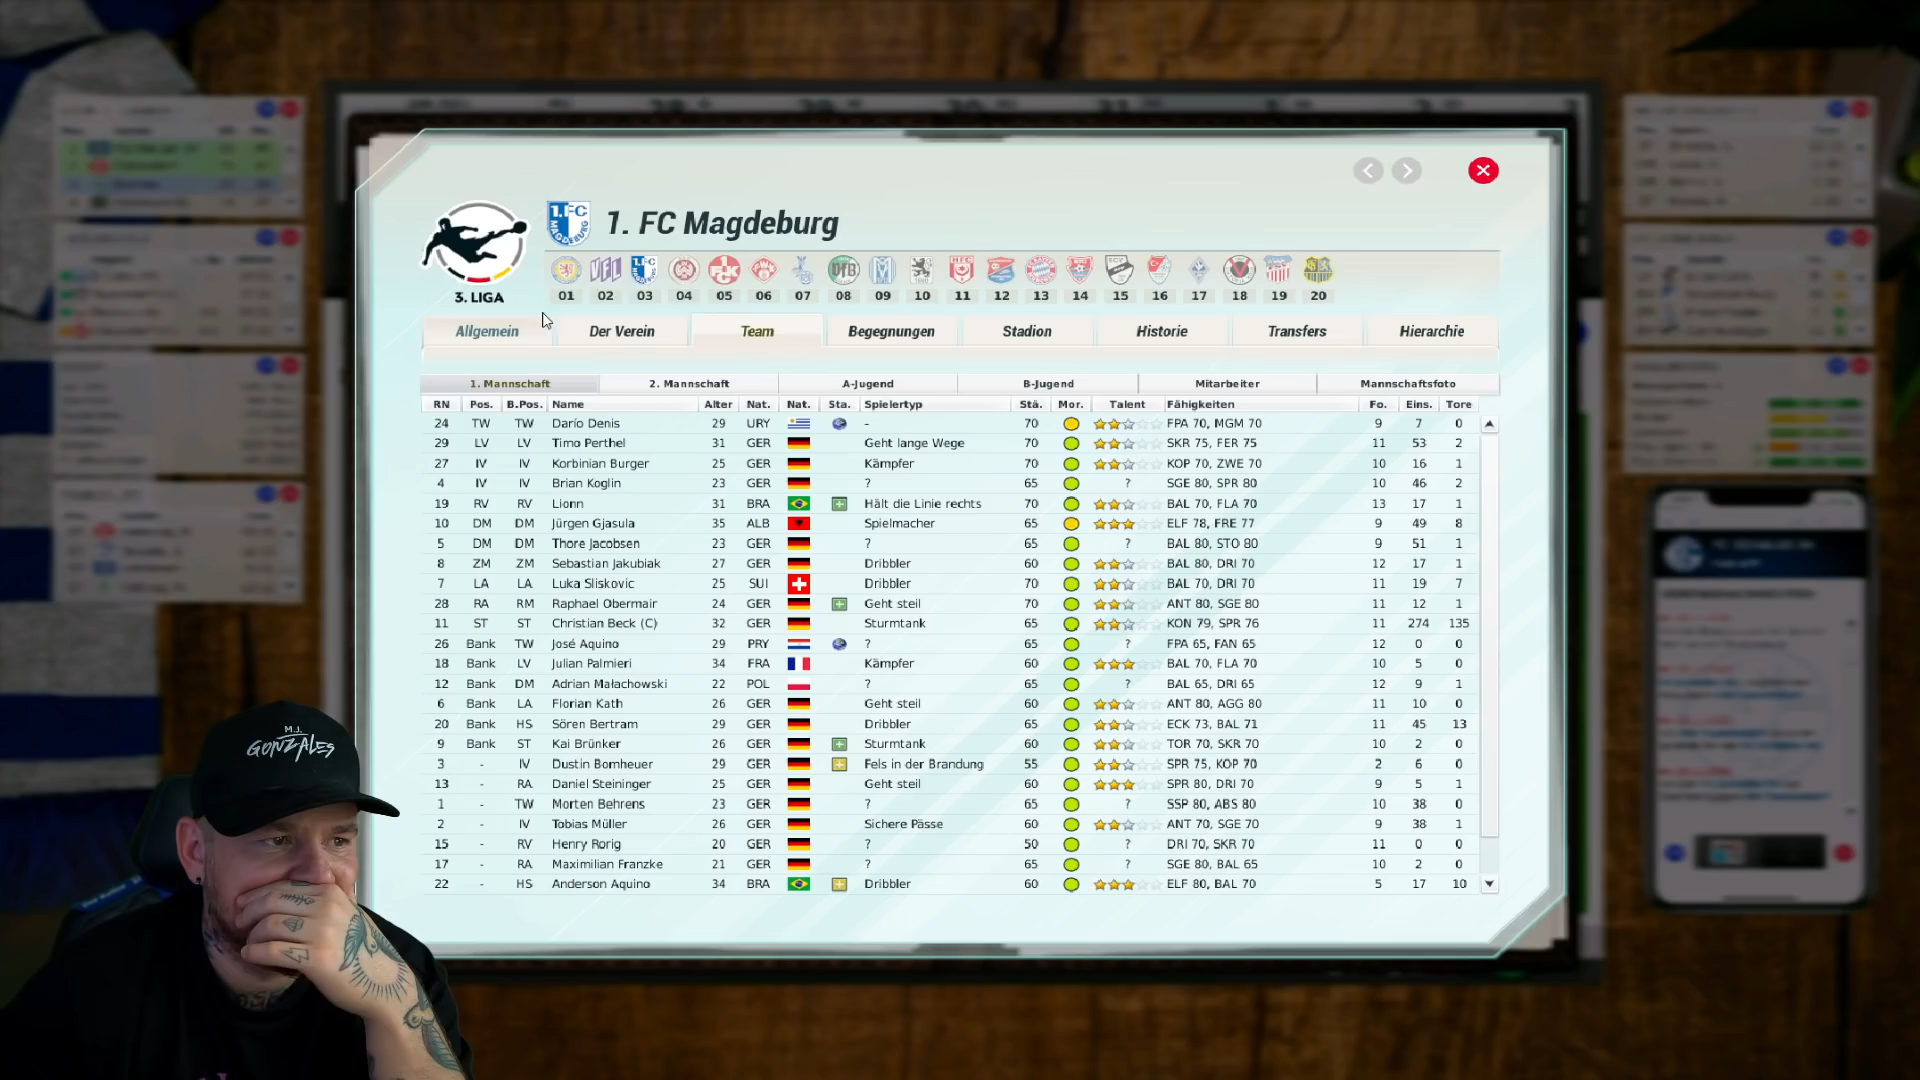 1. FC Magdeburg
3. LIGA
01 02 03 04 05 06 07 08 09 10 11 12 13 14 15 16 17 18 19 20
Allgemein Der Verein Team Begegnungen Stadion Historie Transfers Hierarchie
1. Mannschaft 2. Mannschaft A-Jugend B-Jugend Mitarbeiter Mannschaftsfoto
RN Pos. B.Pos. Name Alter Nat. Nat. Sta. Spielertyp Stä. Mor. Talent Fähigkeiten Fo. Eins. Tore
24 TW TW Darío Denis 29 URY - 70 FPA 70, MGM 70 9 7 0
29 LV LV Timo Perthel 31 GER Geht lange Wege 70 SKR 75, FER 75 11 53 2
27 IV IV Korbinian Burger 25 GER Kämpfer 70 KOP 70, ZWE 70 10 16 1
4 IV IV Brian Koglin 23 GER ? 65 ? SGE 80, SPR 80 10 46 2
19 RV RV Lionn 31 BRA Hält die Linie rechts 70 BAL 70, FLA 70 13 17 1
10 DM DM Jürgen Gjasula 35 ALB Spielmacher 65 ELF 78, FRE 77 9 49 8
5 DM DM Thore Jacobsen 23 GER ? 65 ? BAL 80, STO 80 9 51 1
8 ZM ZM Sebastian Jakubiak 27 GER Dribbler 60 BAL 80, DRI 70 12 17 1
7 LA LA Luka Sliskovic 25 SUI Dribbler 70 BAL 70, DRI 70 11 19 7
28 RA RM Raphael Obermair 24 GER Geht steil 70 ANT 80, SGE 80 11 12 1
11 ST ST Christian Beck (C) 32 GER Sturmtank 65 KON 79, SPR 76 11 274 135
26 Bank TW José Aquino 29 PRY ? 65 ? FPA 65, FAN 65 12 0 0
18 Bank LV Julian Palmieri 34 FRA Kämpfer 60 BAL 70, FLA 70 10 5 0
12 Bank DM Adrian Małachowski 22 POL ? 65 ? BAL 65, DRI 65 12 9 1
6 Bank LA Florian Kath 26 GER Geht steil 60 ANT 80, AGG 80 11 10 0
20 Bank HS Sören Bertram 29 GER Dribbler 65 ECK 73, BAL 71 11 45 13
9 Bank ST Kai Brünker 26 GER Sturmtank 60 TOR 70, SKR 70 10 2 0
3 - IV Dustin Bomheuer 29 GER Fels in der Brandung 55 SPR 75, KOP 70 2 6 0
13 - RA Daniel Steininger 25 GER Geht steil 60 SPR 80, DRI 70 9 5 1
1 - TW Morten Behrens 23 GER ? 65 ? SSP 80, ABS 80 10 38 0
2 - IV Tobias Müller 26 GER Sichere Pässe 60 ANT 70, SGE 70 9 38 1
15 - RV Henry Rorig 20 GER ? 50 ? DRI 70, SKR 70 11 0 0
17 - RA Maximilian Franzke 21 GER ? 65 ? SGE 80, BAL 65 10 2 0
22 - HS Anderson Aquino 34 BRA Dribbler 60 ELF 80, BAL 70 5 17 10
M.J.
GONZALES